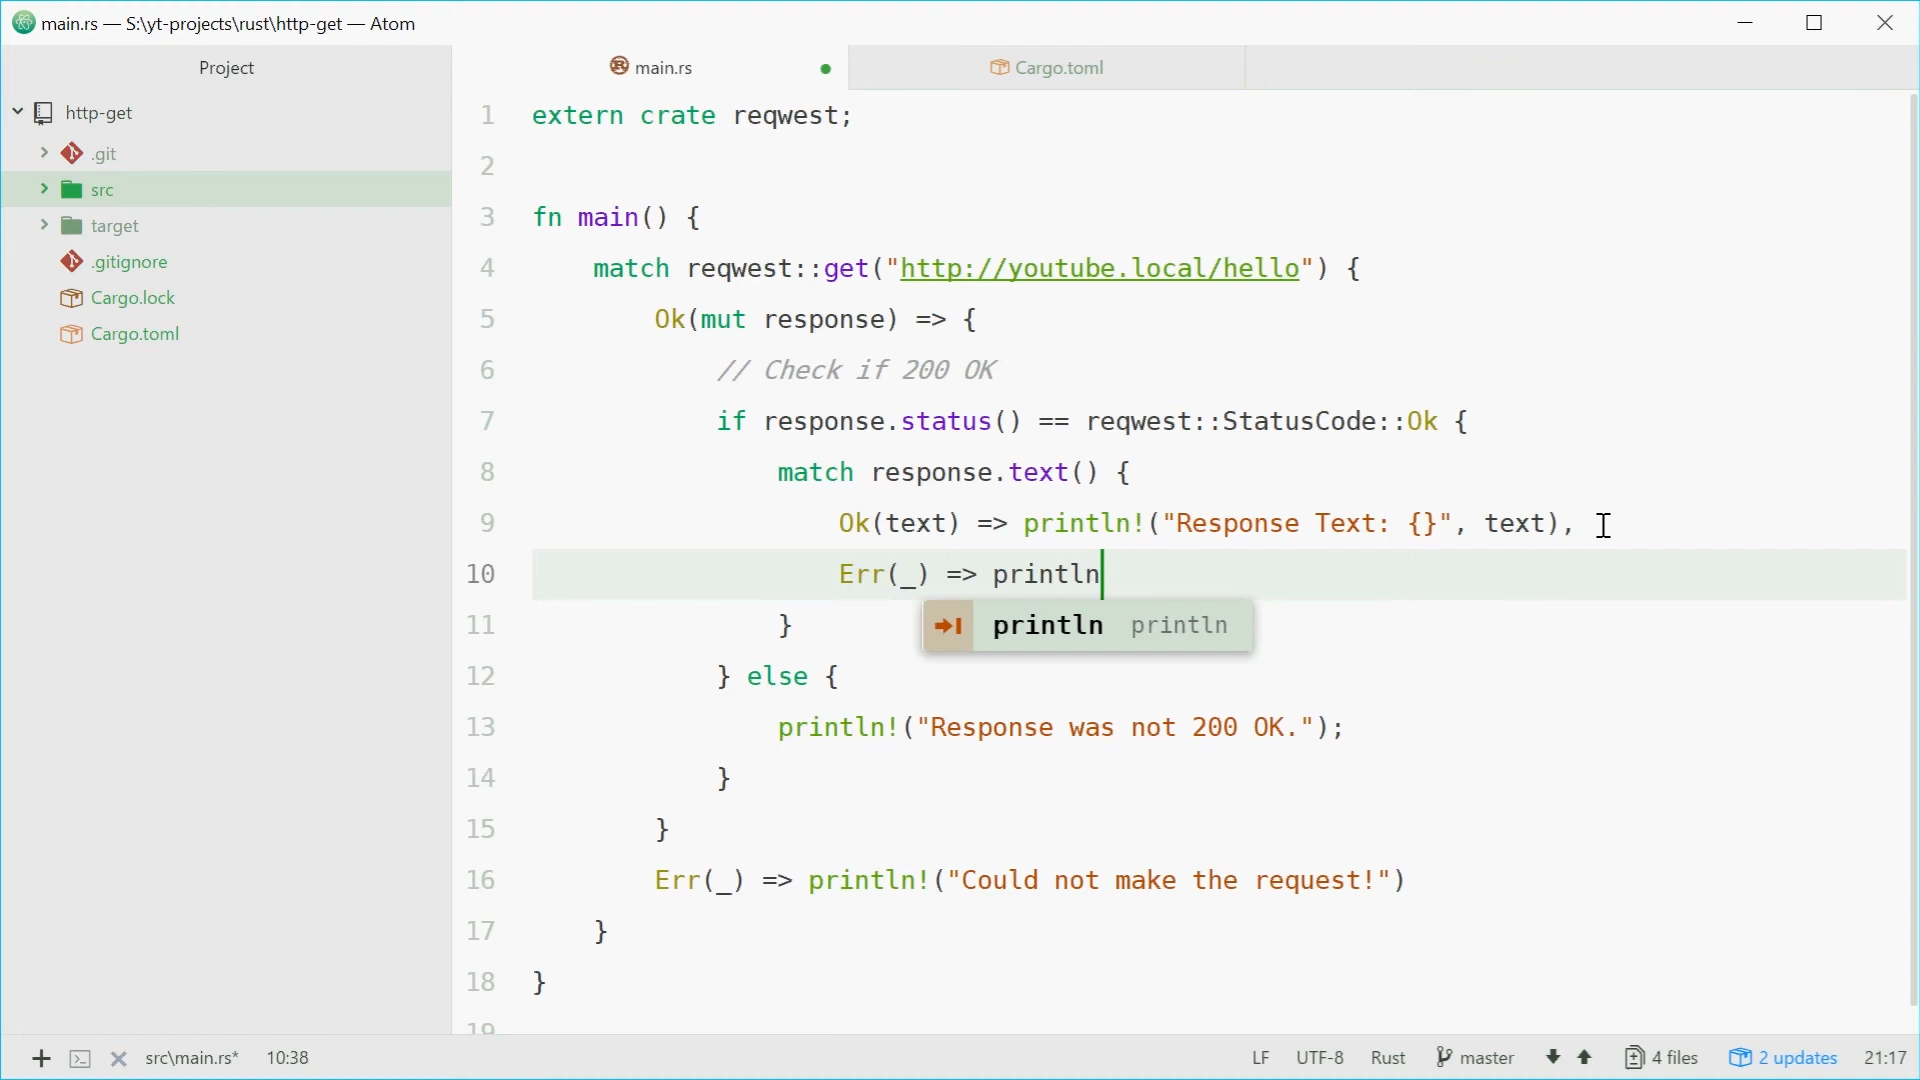 main.rs — S:\yt-projects\rust\http-get — Atom
Project
main.rs
Cargo.toml
http-get
.git
src
target
.gitignore
Cargo.lock
Cargo.toml
1 extern crate reqwest;
2
3 fn main() {
4     match reqwest::get("http://youtube.local/hello") {
5         Ok(mut response) => {
6             // Check if 200 OK
7             if response.status() == reqwest::StatusCode::Ok {
8                 match response.text() {
9                     Ok(text) => println!("Response Text: {}", text),
10                     Err(_) => println
println println
11                 }
12             } else {
13                 println!("Response was not 200 OK.");
14             }
15         }
16         Err(_) => println!("Could not make the request!")
17     }
18 }
19
src\main.rs* 10:38 LF UTF-8 Rust master 4 files 2 updates 21:17